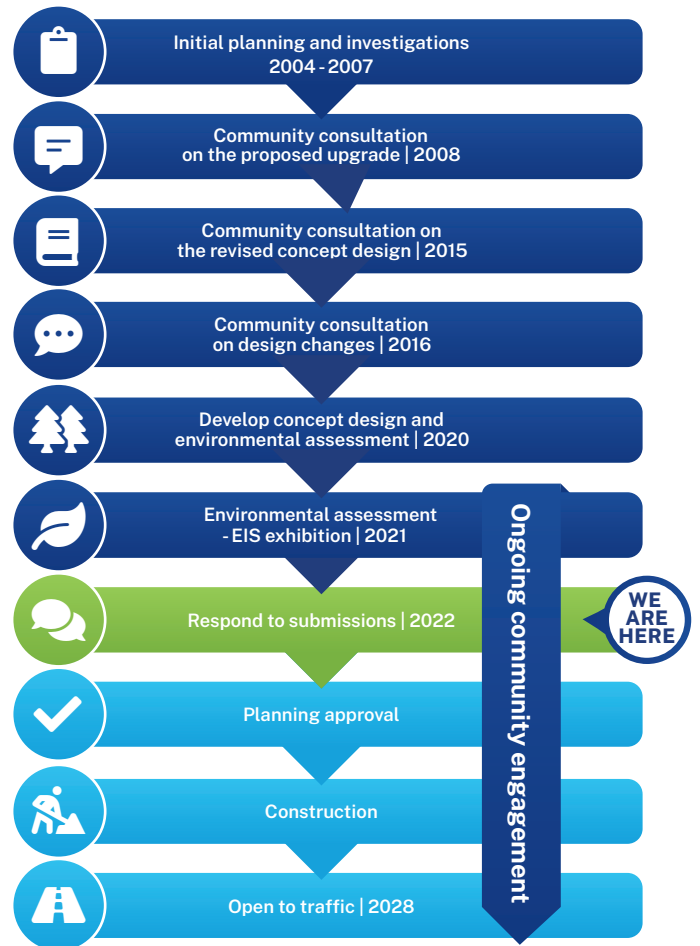 Initial planning and investigations
2004 - 2007
Community consultation
on the proposed upgrade | 2008
Community consultation on
the revised concept design | 2015
Community consultation
on design changes | 2016
Develop concept design and
environmental assessment | 2020
Environmental assessment
- EIS exhibition | 2021
Respond to submissions | 2022
WE
ARE
HERE
Planning approval
Construction
Open to traffic | 2028
Ongoing community engagement